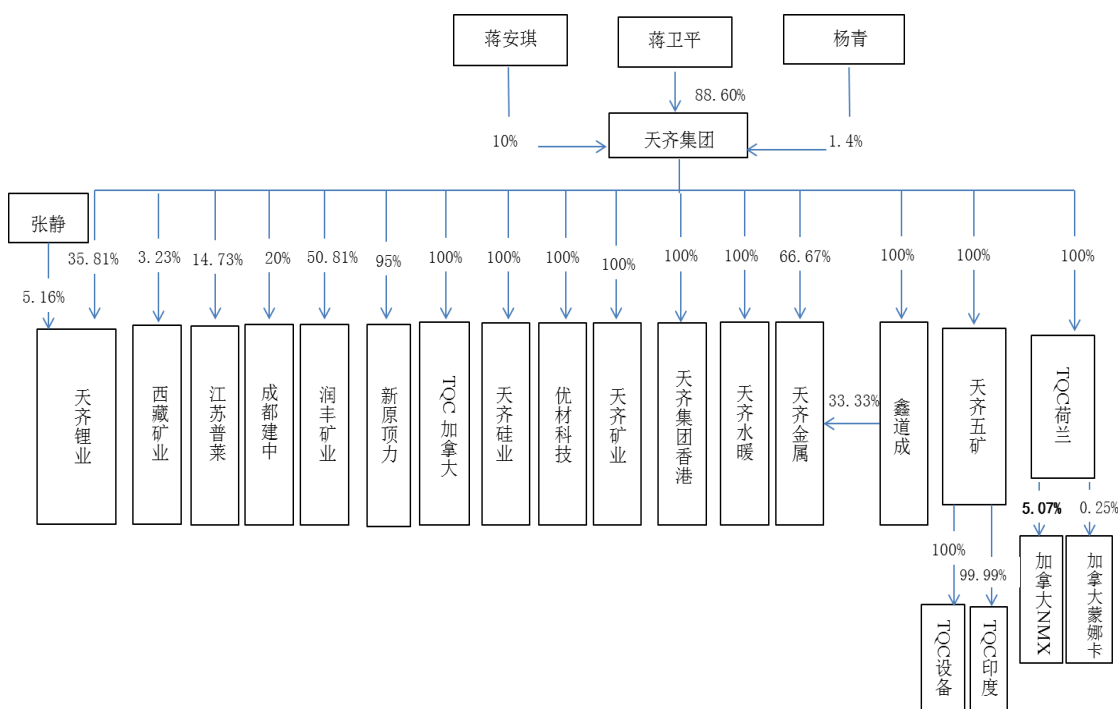 蒋安琪
蒋卫平
杨青
88.60%
10%
天齐集团
1.4%
张静
35.81%
3.23%
14.73%
20%
50.81%
95%
100%
100%
100%
100%
100%
100%
66.67%
100%
100%
100%
5.16%
天齐锂业
西藏矿业
江苏普莱
成都建中
润丰矿业
新原顶力
TQC 加拿大
天齐硅业
优材科技
天齐矿业
天齐集团香港
天齐水暖
天齐金属
33.33%
鑫道成
天齐五矿
TQC荷兰
5.07%
0.25%
100%
99.99%
加拿大NMX
加拿大蒙娜卡
TQC设备
TQC印度